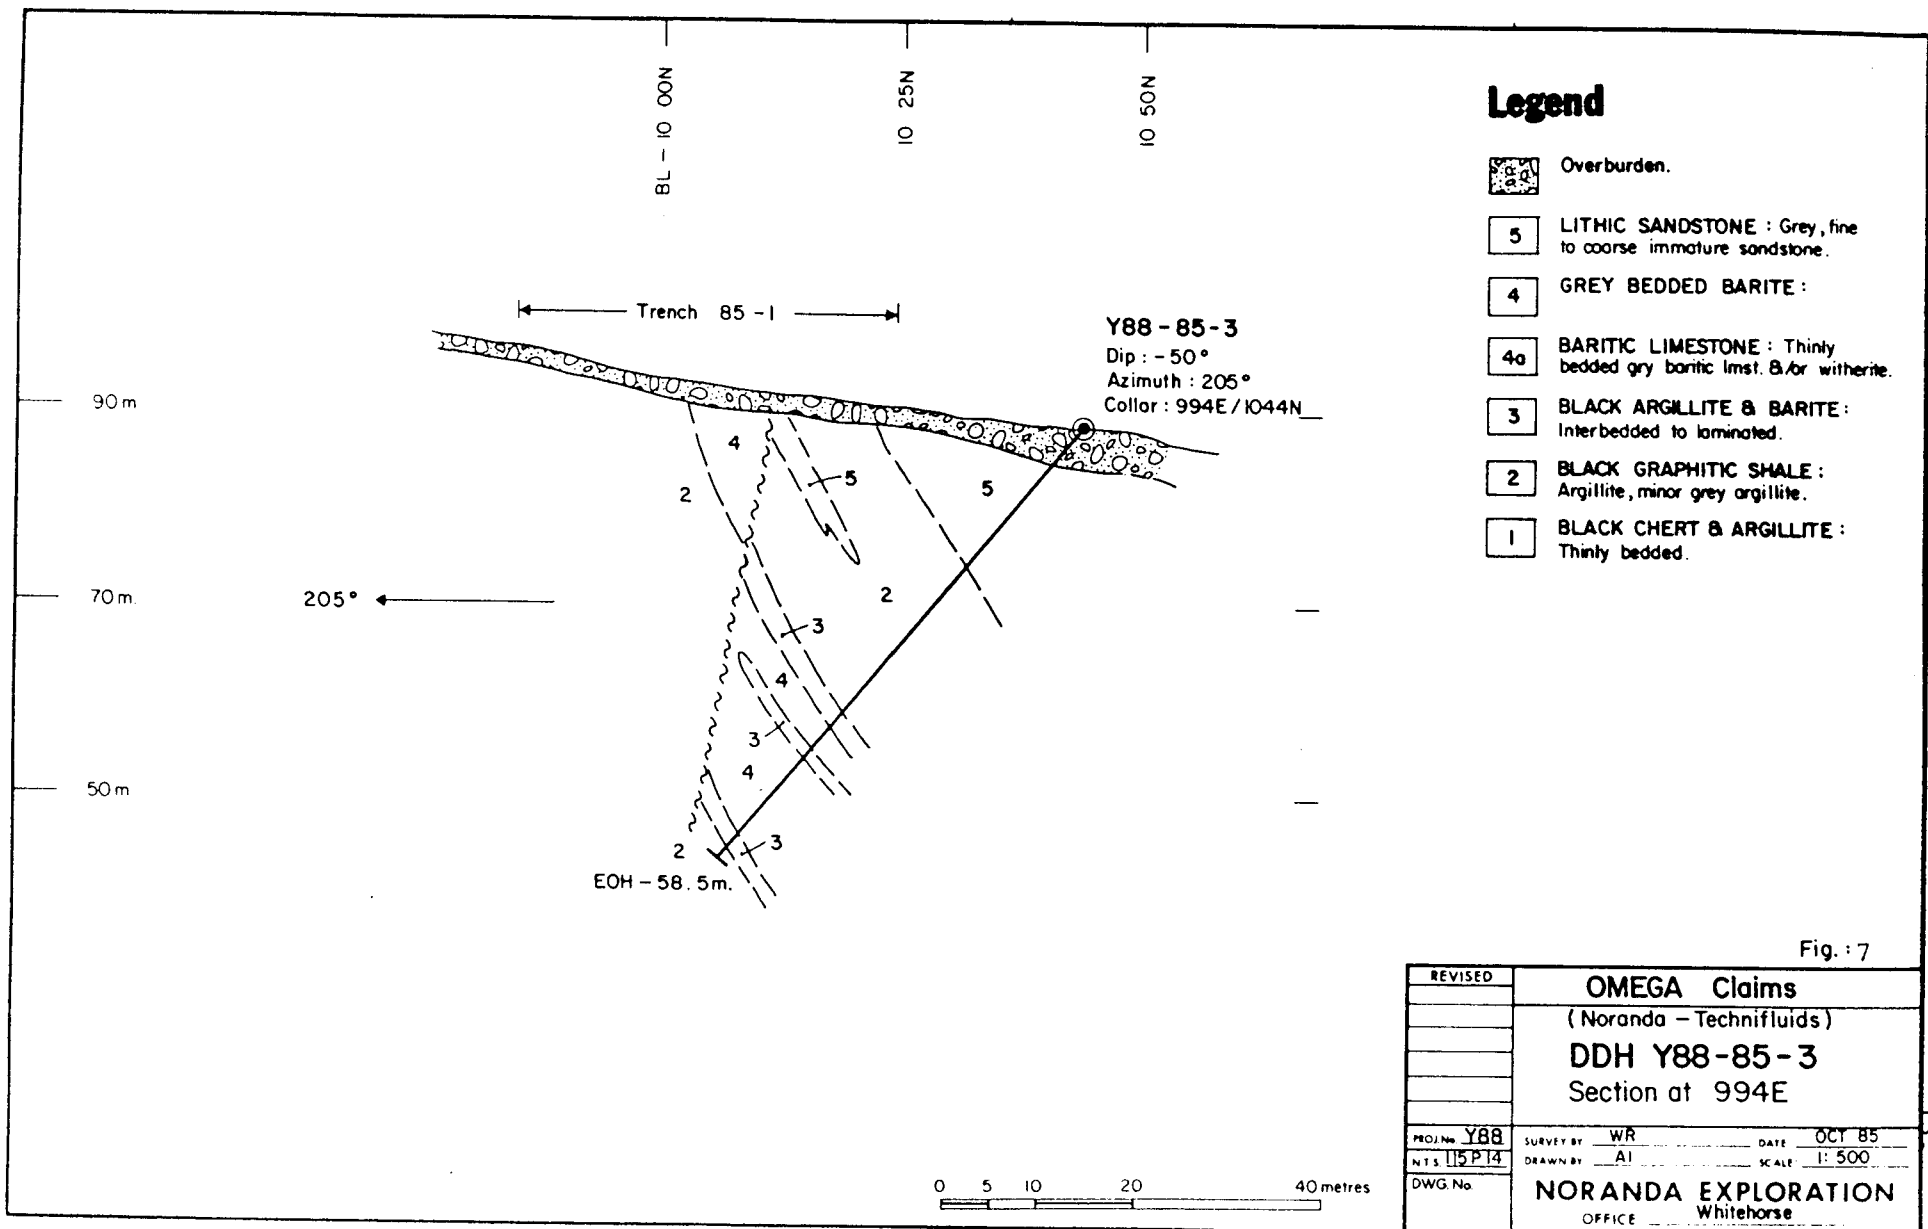 BL - 10 00N
10 25N
10 50N
Legend
Overburden.
5 LITHIC SANDSTONE : Grey, fine
to coarse immature sandstone.
4 GREY BEDDED BARITE :
4a BARITIC LIMESTONE : Thinly
bedded gry baritic lmst. &/or witherite.
3 BLACK ARGILLITE & BARITE :
Interbedded to laminated.
2 BLACK GRAPHITIC SHALE :
Argillite, minor grey argillite.
1 BLACK CHERT & ARGILLITE :
Thinly bedded.
Trench 85 - 1
Y88 - 85 - 3
Dip : - 50°
Azimuth : 205°
Collar : 994E / 1044N
90 m
4
5
5
2
70 m.
205°
2
3
4
3
4
50 m
3
2
EOH - 58.5m.
Fig. : 7
REVISED
OMEGA Claims
( Noranda - Technifluids )
DDH Y88-85-3
Section at 994E
PROJ. No. Y88
SURVEY BY WR
DATE OCT 85
N.T.S. 115 P 14
DRAWN BY AI
SCALE 1: 500
DWG. No.
NORANDA EXPLORATION
OFFICE Whitehorse
0 5 10 20 40 metres